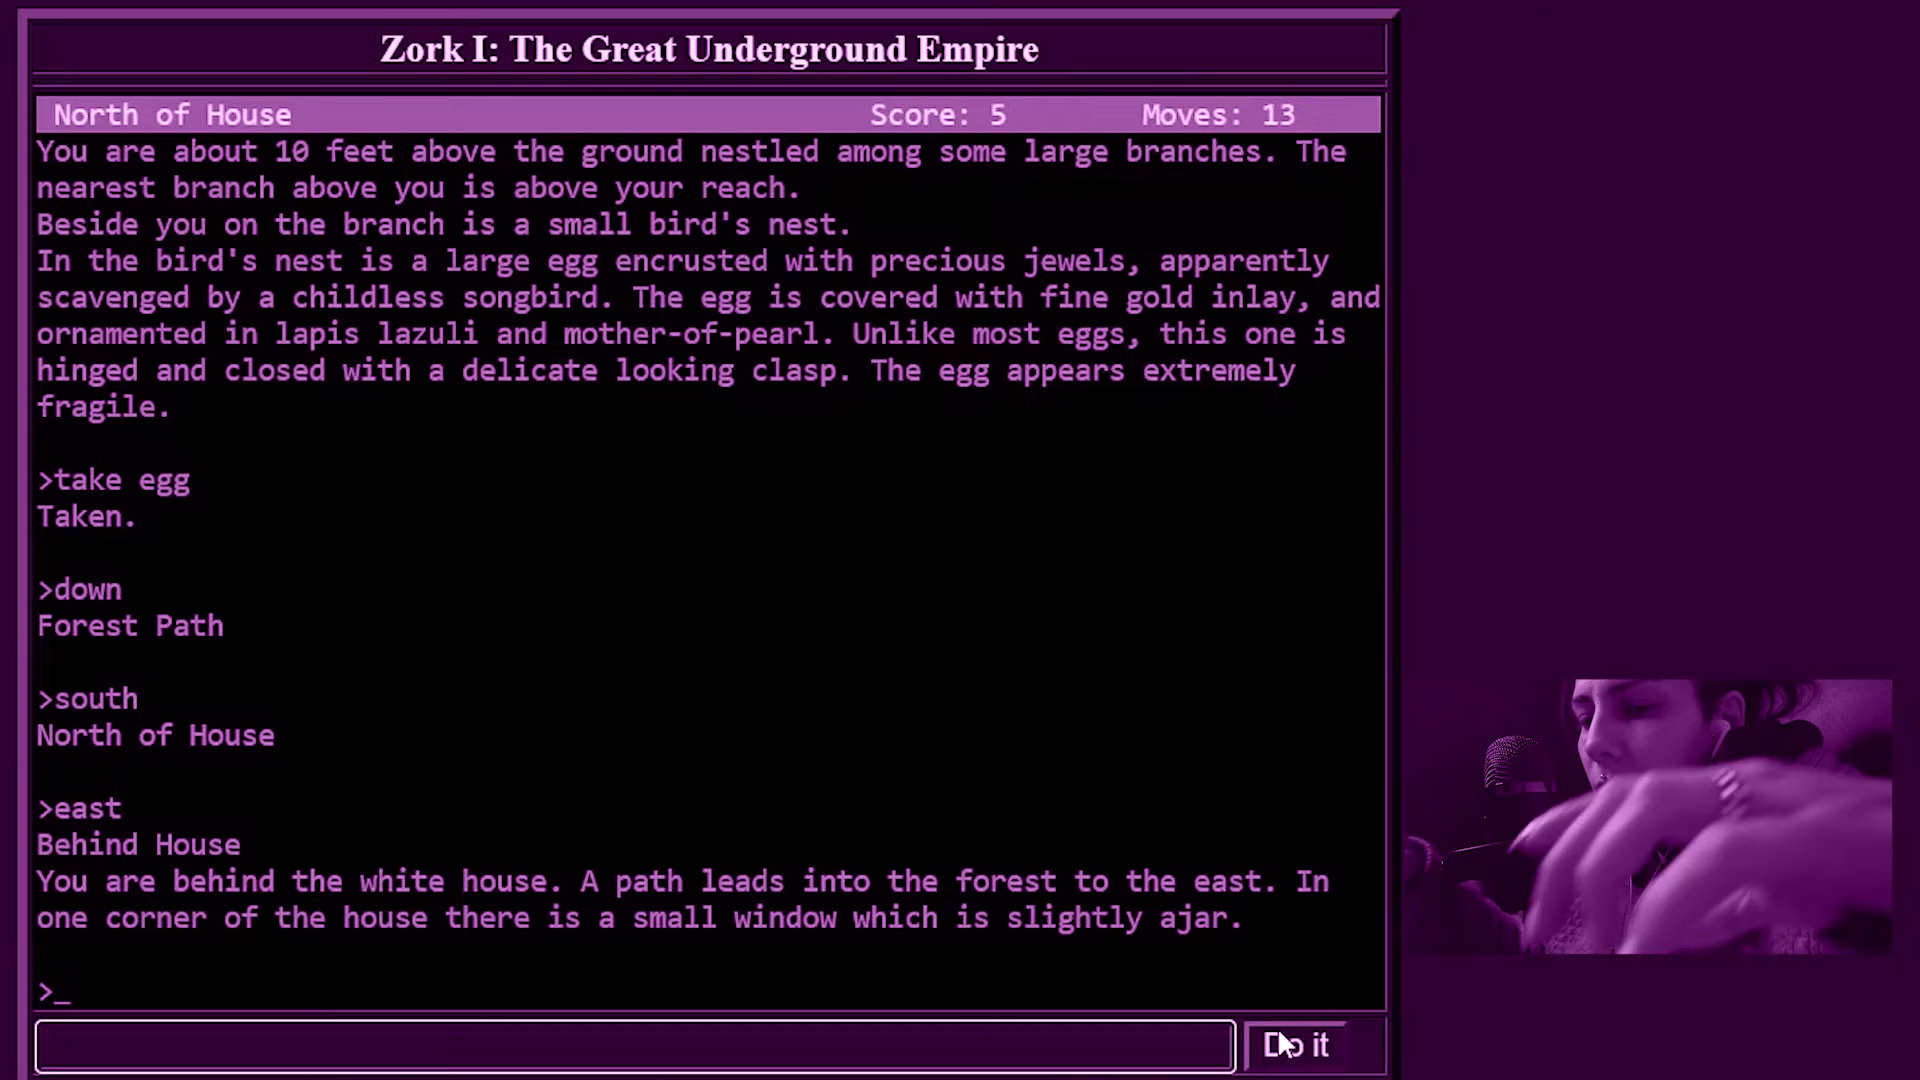 Zork I: The Great Underground Empire
North of House Score: 5 Moves: 13
You are about 10 feet above the ground nestled among some large branches. The
nearest branch above you is above your reach.
Beside you on the branch is a small bird's nest.
In the bird's nest is a large egg encrusted with precious jewels, apparently
scavenged by a childless songbird. The egg is covered with fine gold inlay, and
ornamented in lapis lazuli and mother-of-pearl. Unlike most eggs, this one is
hinged and closed with a delicate looking clasp. The egg appears extremely
fragile.
>take egg
Taken.
>down
Forest Path
>south
North of House
>east
Behind House
You are behind the white house. A path leads into the forest to the east. In
one corner of the house there is a small window which is slightly ajar.
>_
Do it